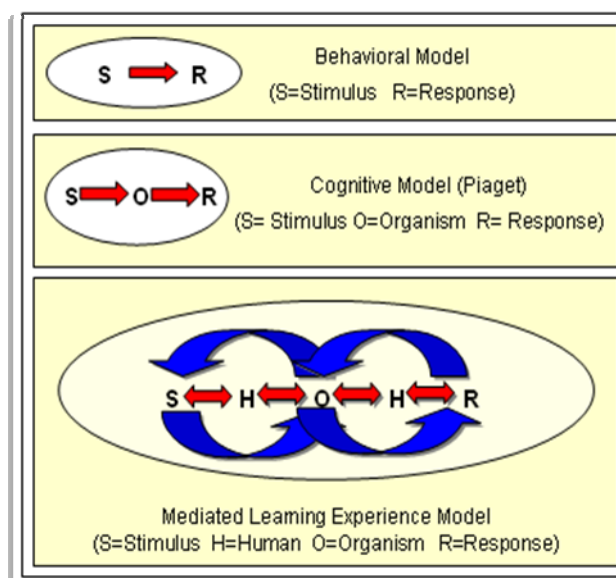 S R
Behavioral Model
(S=Stimulus R=Response)
S O R
Cognitive Model (Piaget)
(S= Stimulus O=Organism R= Response)
S H O H R
Mediated Learning Experience Model
(S=Stimulus H=Human O=Organism R=Response)